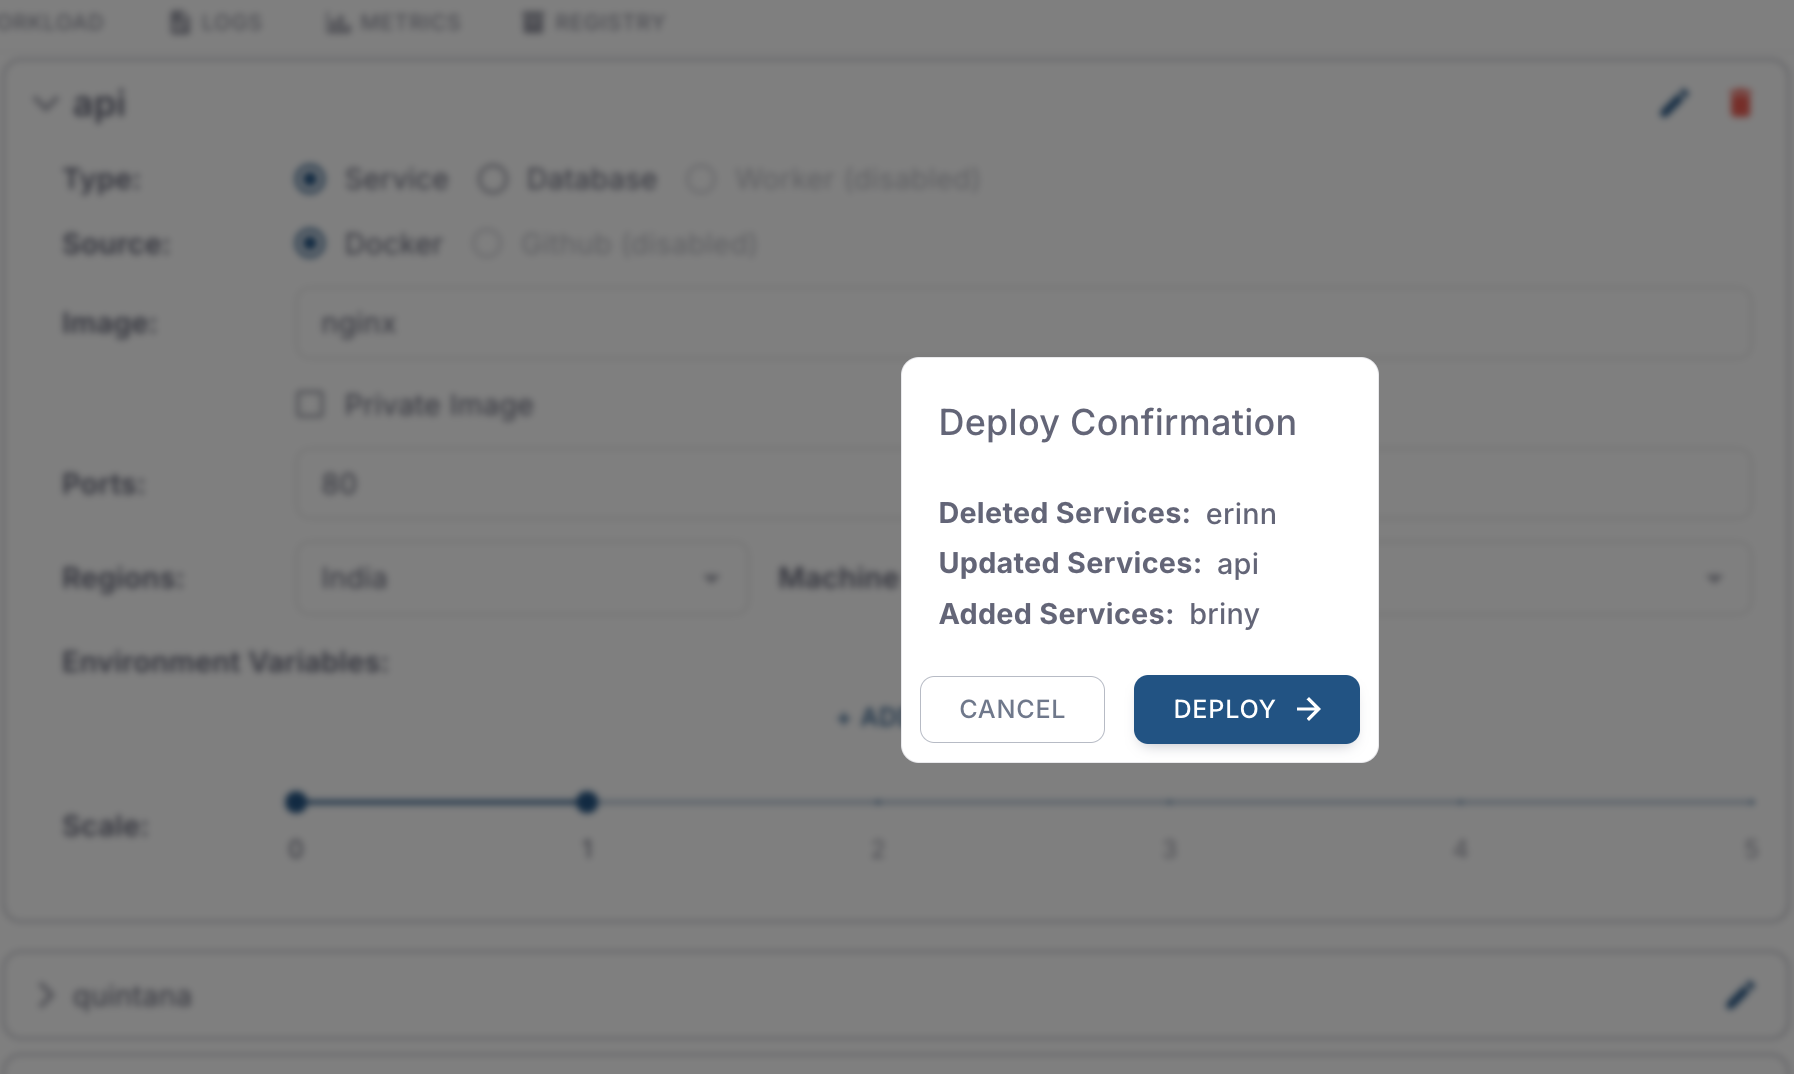 ORKLOAD LOGS METRICS REGISTRY
api
Type: Service Database Worker (disabled)
Source: Docker Github (disabled)
Image: nginx
Private Image
Ports: 80
Regions: India Machine
Environment Variables:
+ AD
Scale:
0 1 2 3 4 5
quintana
Deploy Confirmation
Deleted Services: erinn
Updated Services: api
Added Services: briny
CANCEL DEPLOY →